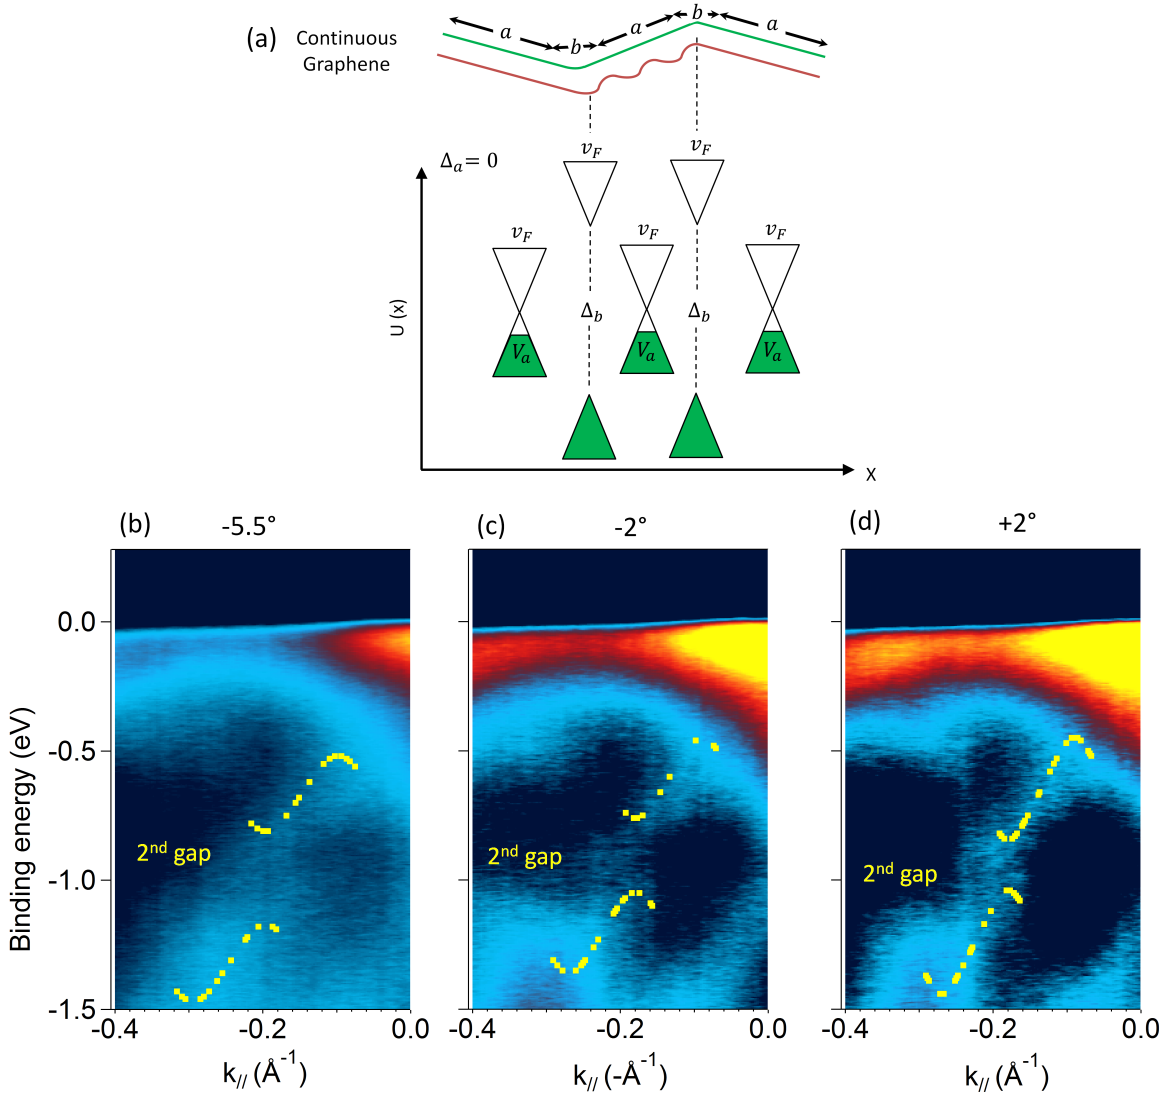 (a) Continuous Graphene
a b a b a
Δa= 0
vF vF
vF vF vF
Δb Δb
Va Va Va
U (x)
X
(b) -5.5°
(c) -2°
(d) +2°
Binding energy (eV)
0.0
-0.5
-1.0
-1.5
2nd gap
2nd gap
2nd gap
-0.4 -0.2 0.0
-0.4 -0.2 0.0
-0.4 -0.2 0.0
k// (Å-1)
k// (-Å-1)
k// (Å-1)